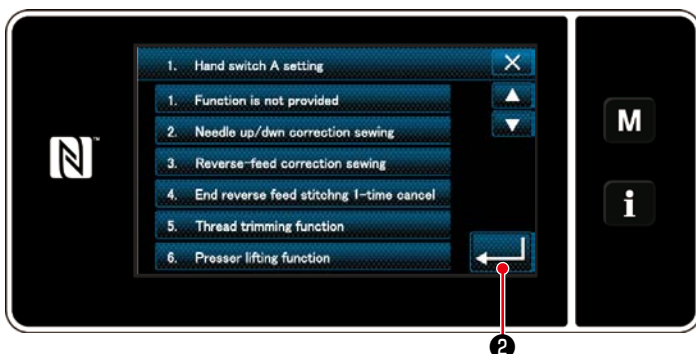 1. Hand switch A setting
1. Function is not provided
2. Needle up/dwn correction sewing
3. Reverse-feed correction sewing
4. End reverse feed stitchng 1-time cancel
5. Thread trimming function
6. Presser lifting function
M
i
❷